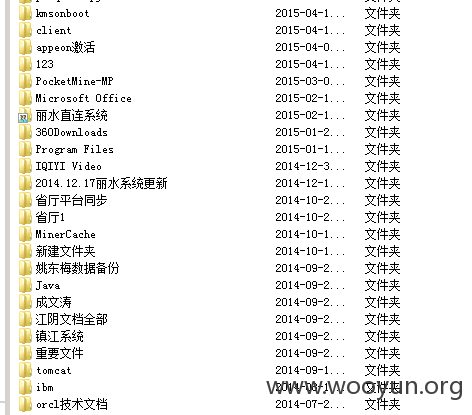 kmsonboot 2015-04-1... 文件夹
client 2015-04-1... 文件夹
appeon激活 2015-04-0... 文件夹
123 2015-04-1... 文件夹
PocketMine-MP 2015-03-0... 文件夹
Microsoft Office 2015-02-1... 文件夹
丽水直连系统 2015-02-1... 文件夹
360Downloads 2015-01-2... 文件夹
Program Files 2015-01-1... 文件夹
IQIYI Video 2014-12-3... 文件夹
2014.12.17丽水系统更新 2014-12-1... 文件夹
省厅平台同步 2014-10-2... 文件夹
省厅1 2014-10-2... 文件夹
MinerCache 2014-10-1... 文件夹
新建文件夹 2014-10-1... 文件夹
姚东梅数据备份 2014-09-2... 文件夹
Java 2014-09-2... 文件夹
成文涛 2014-09-2... 文件夹
江阴文档全部 2014-09-2... 文件夹
镇江系统 2014-09-2... 文件夹
重要文件 2014-09-2... 文件夹
tomcat 2014-09-1... 文件夹
ibm 2014-08-1... 文件夹
www.wooyun.org
orcl技术文档 2014-07-2... 文件夹